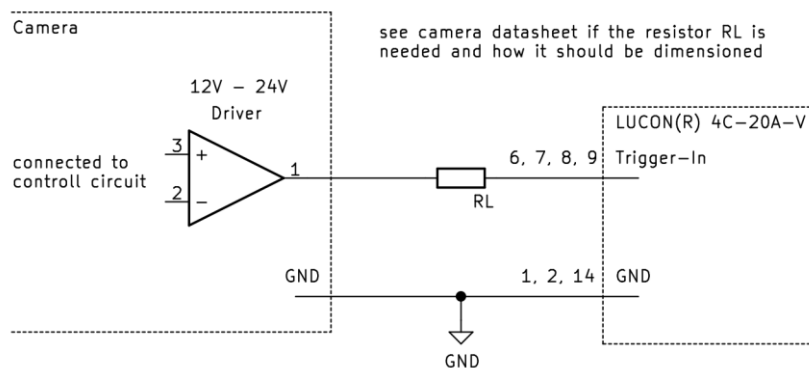 Camera
see camera datasheet if the resistor RL is
needed and how it should be dimensioned
12V – 24V
Driver
LUCON(R) 4C–20A–V
connected to
controll circuit
3
+
1
2
–
6, 7, 8, 9
Trigger–In
RL
GND
1, 2, 14
GND
GND